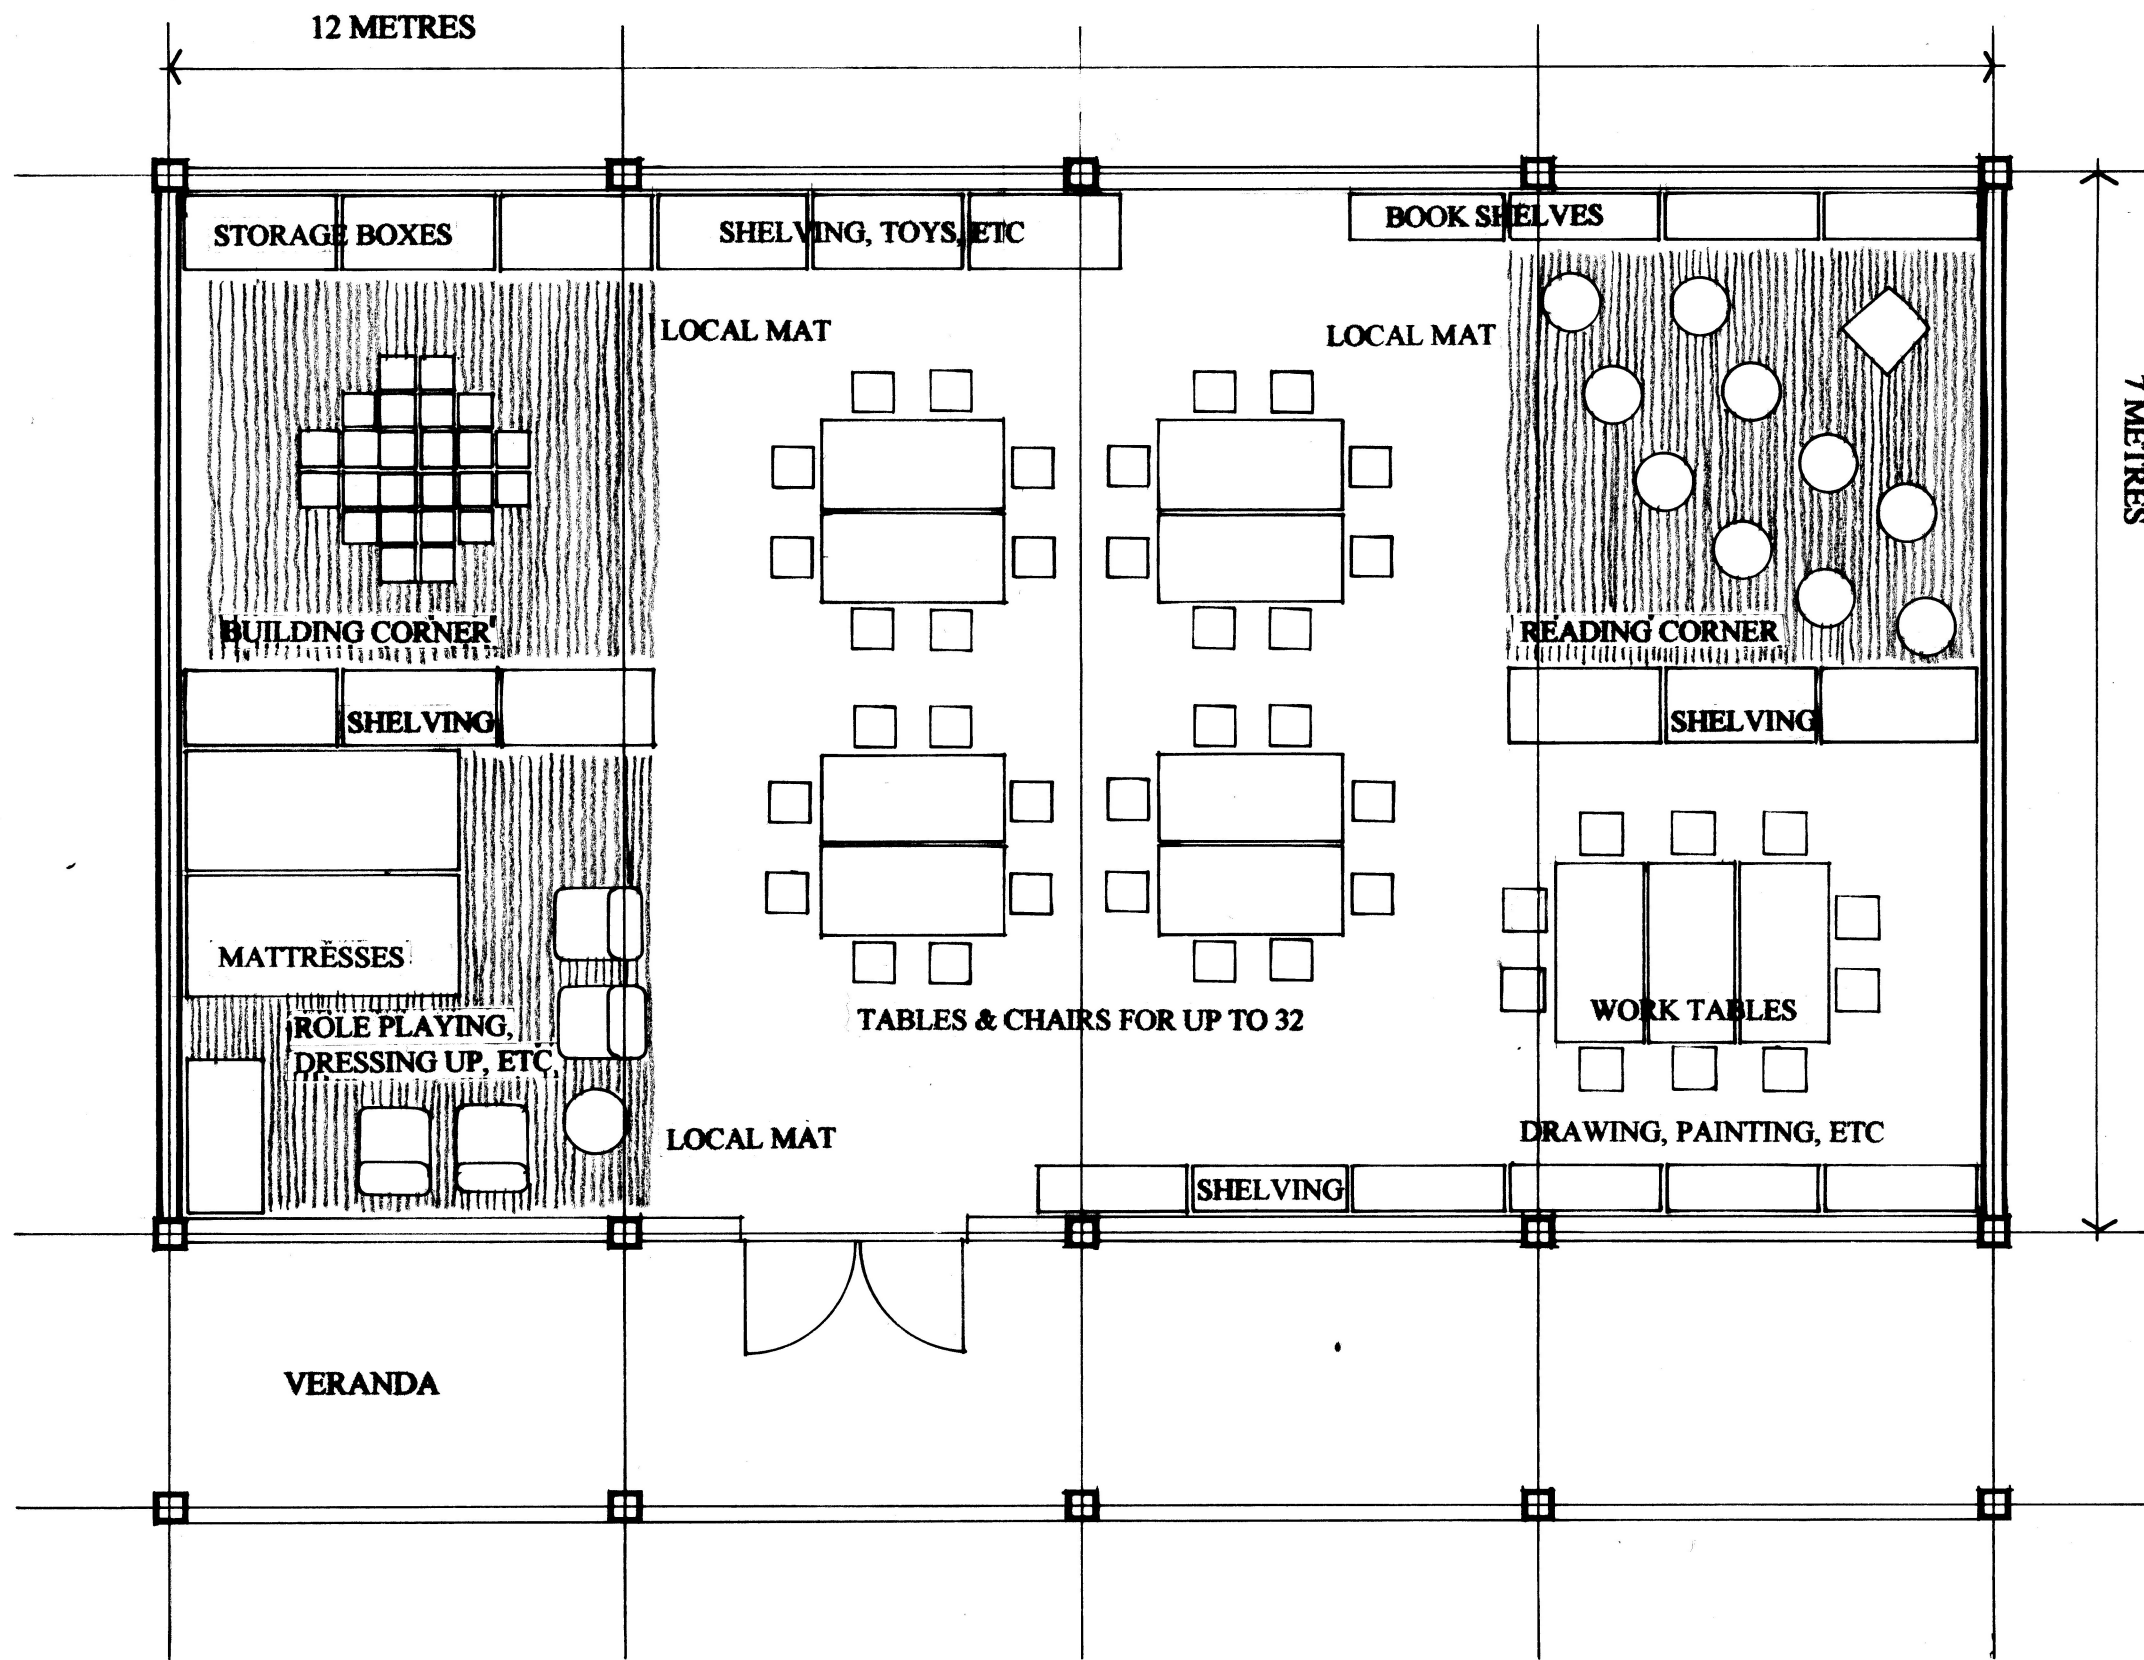 12 METRES
STORAGE BOXES
SHELVING, TOYS, ETC
BOOK SHELVES
LOCAL MAT
LOCAL MAT
7 METRES
BUILDING CORNER
READING CORNER
SHELVING
SHELVING
MATTRESSES
ROLE PLAYING,
DRESSING UP, ETC,
TABLES & CHAIRS FOR UP TO 32
WORK TABLES
LOCAL MAT
DRAWING, PAINTING, ETC
SHELVING
VERANDA